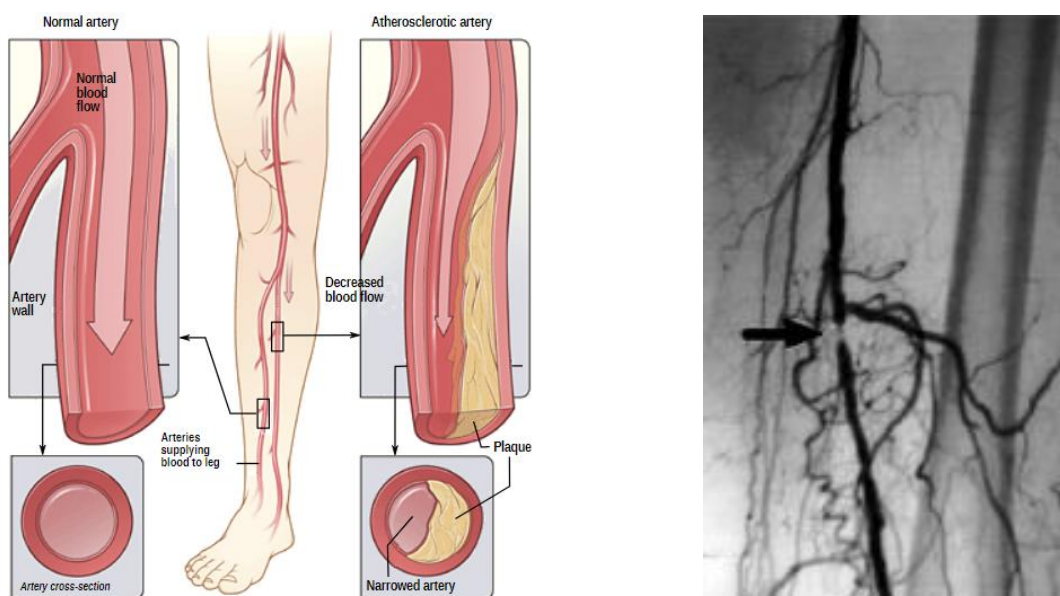 Normal artery
Normal
blood
flow
Artery
wall
Artery cross-section
Arteries
supplying
blood to leg
Atherosclerotic artery
Decreased
blood flow
Plaque
Narrowed artery